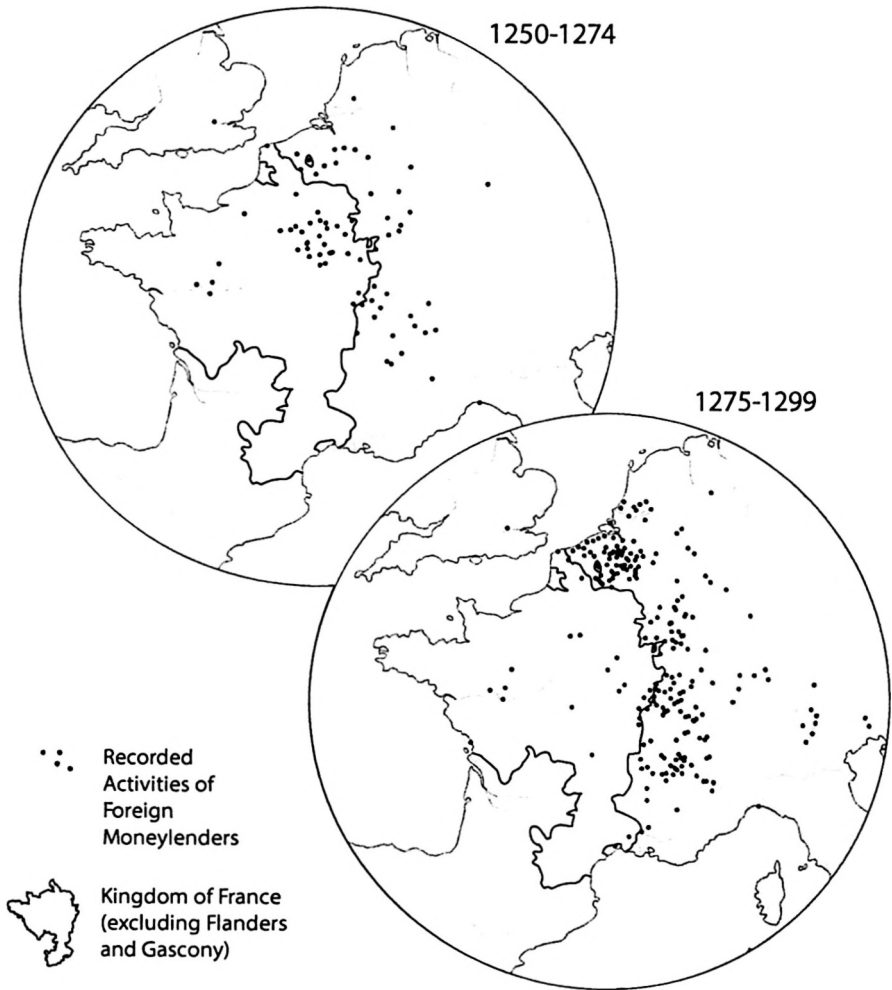 1250-1274
1275-1299
Recorded
Activities of
Foreign
Moneylenders
Kingdom of France
(excluding Flanders
and Gascony)